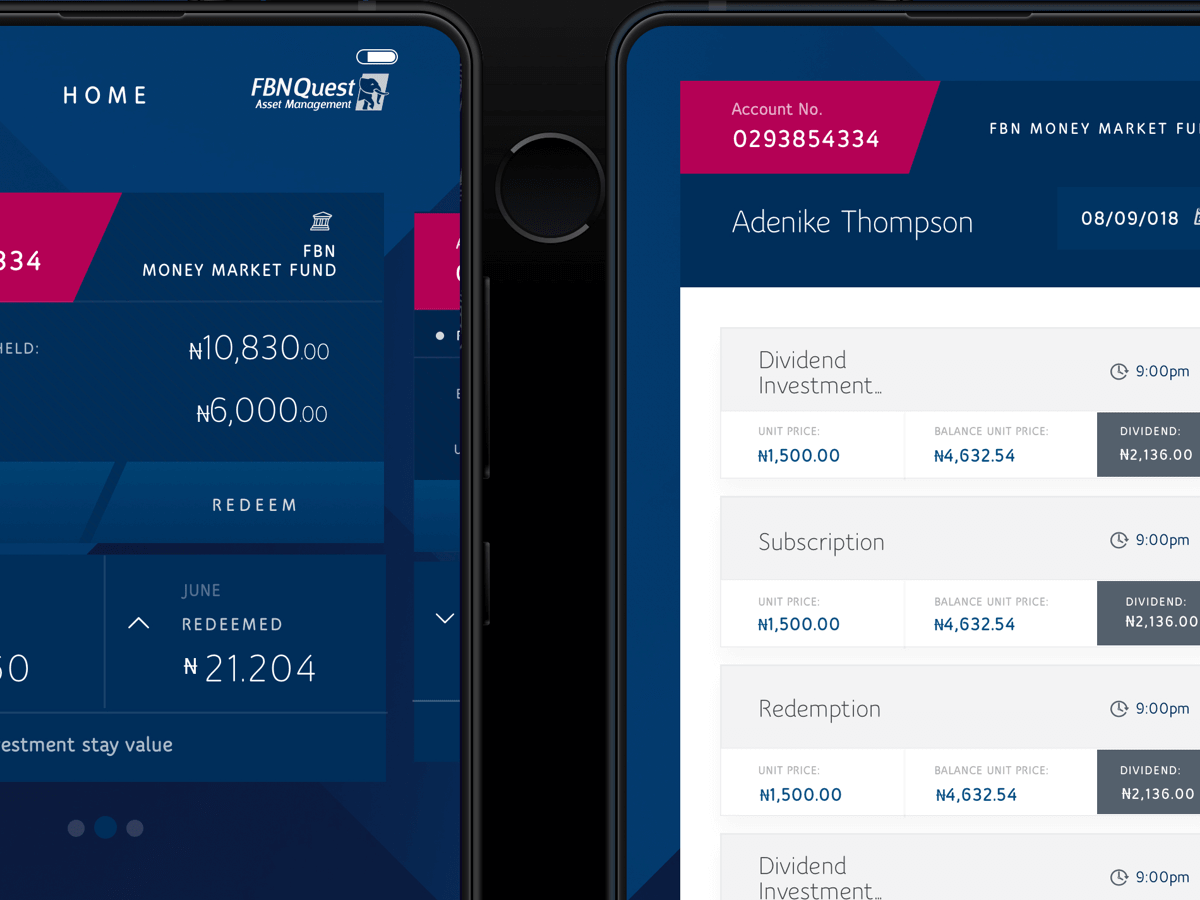 HOME
FBNQuest
Asset Management
334
FBN
MONEY MARKET FUND
HELD:
₦10,830.00
₦6,000.00
REDEEM
JUNE
REDEEMED
₦ 21.204
estment stay value
Account No.
0293854334
FBN MONEY MARKET FU
Adenike Thompson
08/09/018
Dividend
Investment...
9:00pm
UNIT PRICE:
BALANCE UNIT PRICE:
DIVIDEND:
₦1,500.00
₦4,632.54
₦2,136.00
Subscription
9:00pm
UNIT PRICE:
BALANCE UNIT PRICE:
DIVIDEND:
₦1,500.00
₦4,632.54
₦2,136.00
Redemption
9:00pm
UNIT PRICE:
BALANCE UNIT PRICE:
DIVIDEND:
₦1,500.00
₦4,632.54
₦2,136.00
Dividend
Investment...
9:00pm